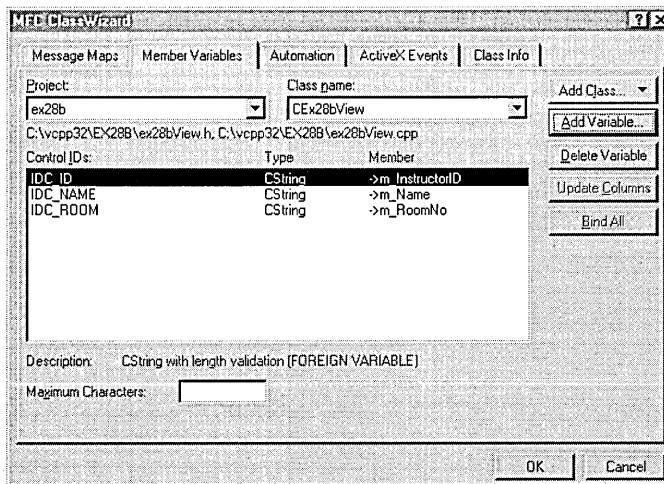 MFC ClassWizard
Message Maps Member Variables Automation ActiveX Events Class Info
Project: Class name: Add Class...
ex28b CEx28bView Add Variable...
C:\vcpp32\EX28B\ex28bView.h, C:\vcpp32\EX28B\ex28bView.cpp
Control IDs: Type Member Delete Variable
IDC_ID CString ->m_InstructorID
IDC_NAME CString ->m_Name Update Columns
IDC_ROOM CString ->m_RoomNo
Bind All
Description: CString with length validation (FOREIGN VARIABLE)
Maximum Characters:
OK Cancel